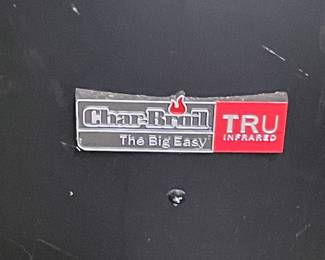 Char-Broil
The Big Easy
TRU
INFRARED